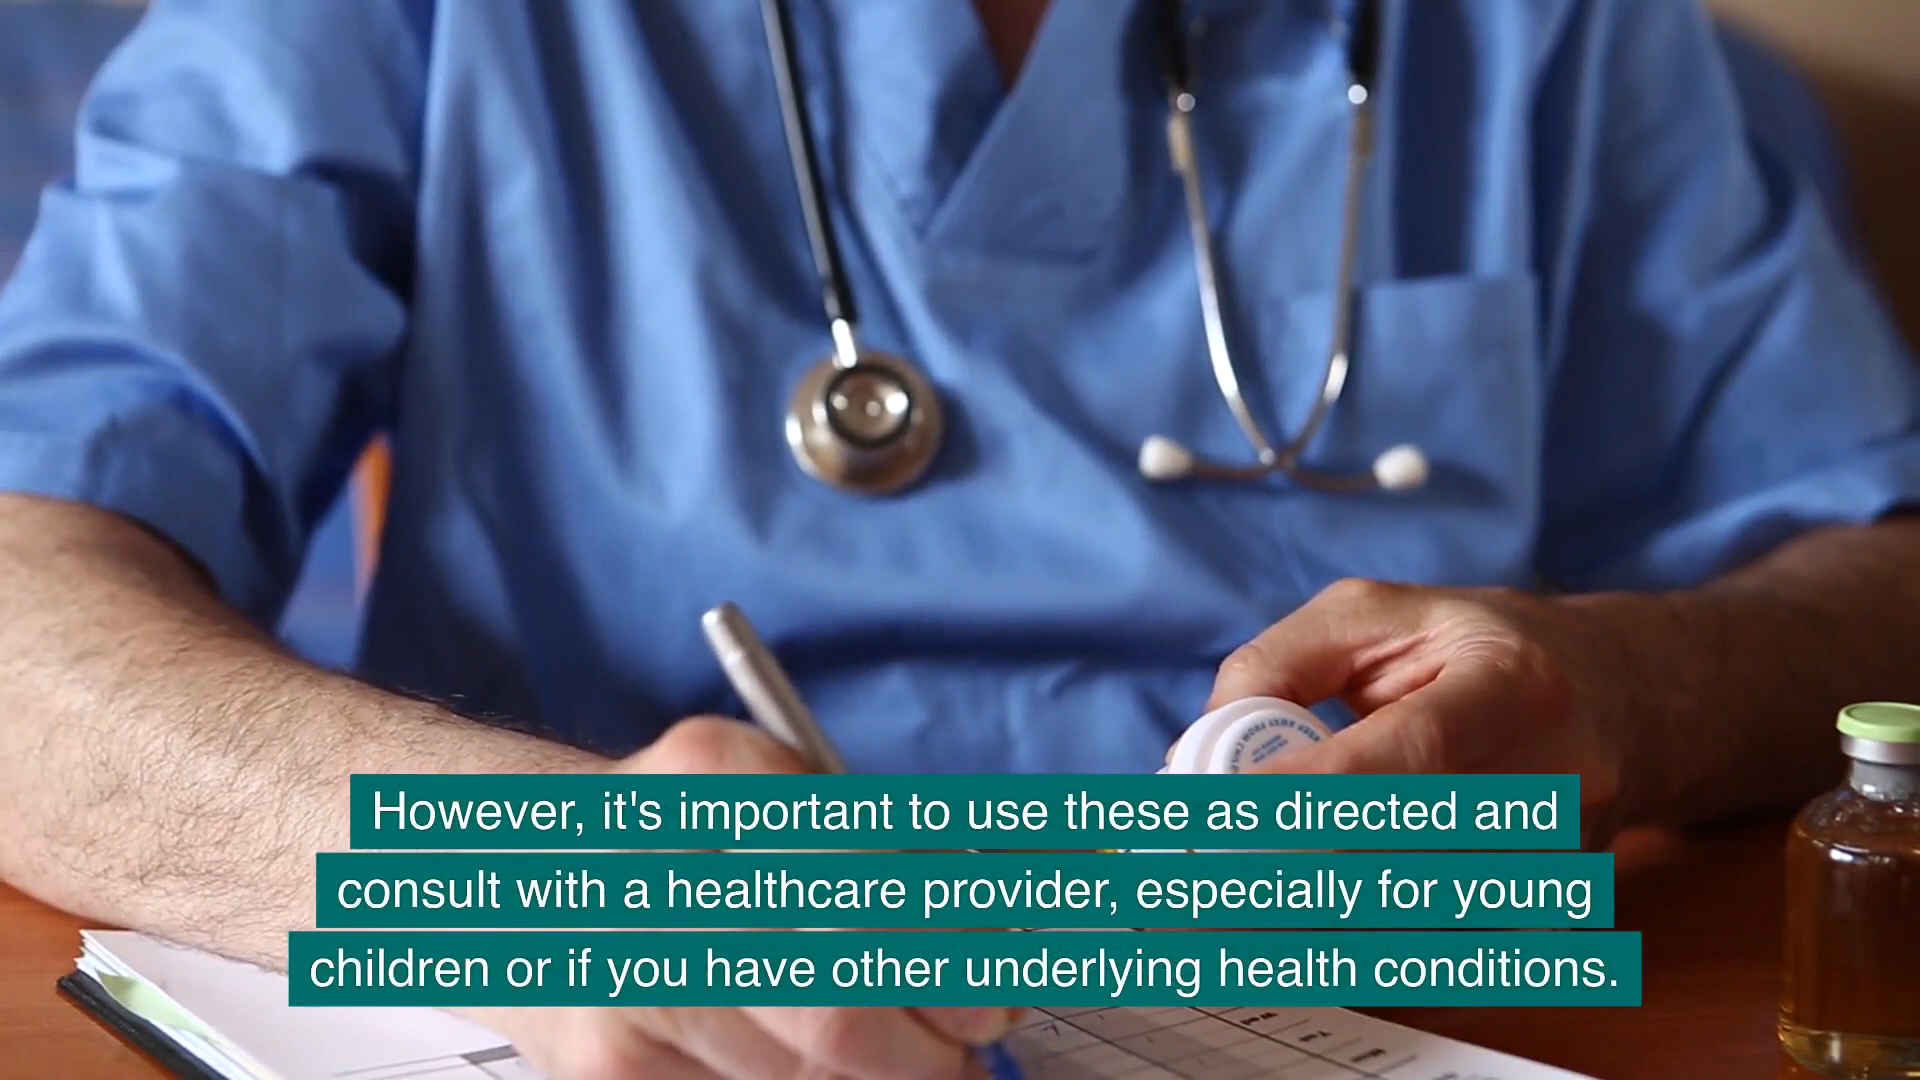 However, it's important to use these as directed and
consult with a healthcare provider, especially for young
children or if you have other underlying health conditions.